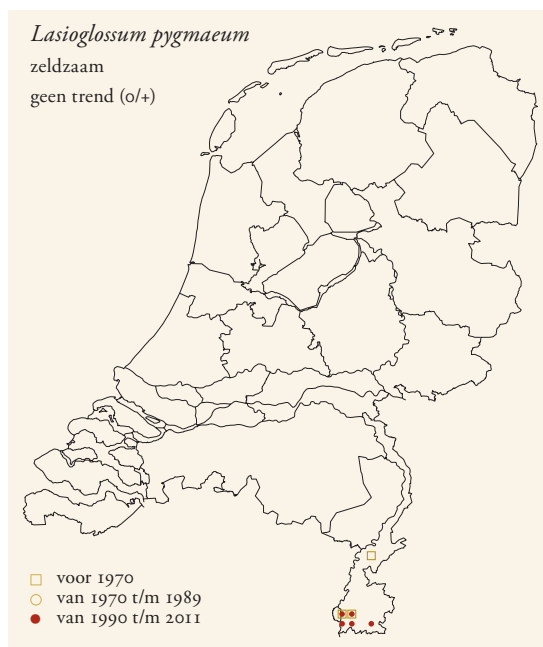 Lasioglossum pygmaeum
zeldzaam
geen trend (0/+)
voor 1970
van 1970 t/m 1989
van 1990 t/m 2011